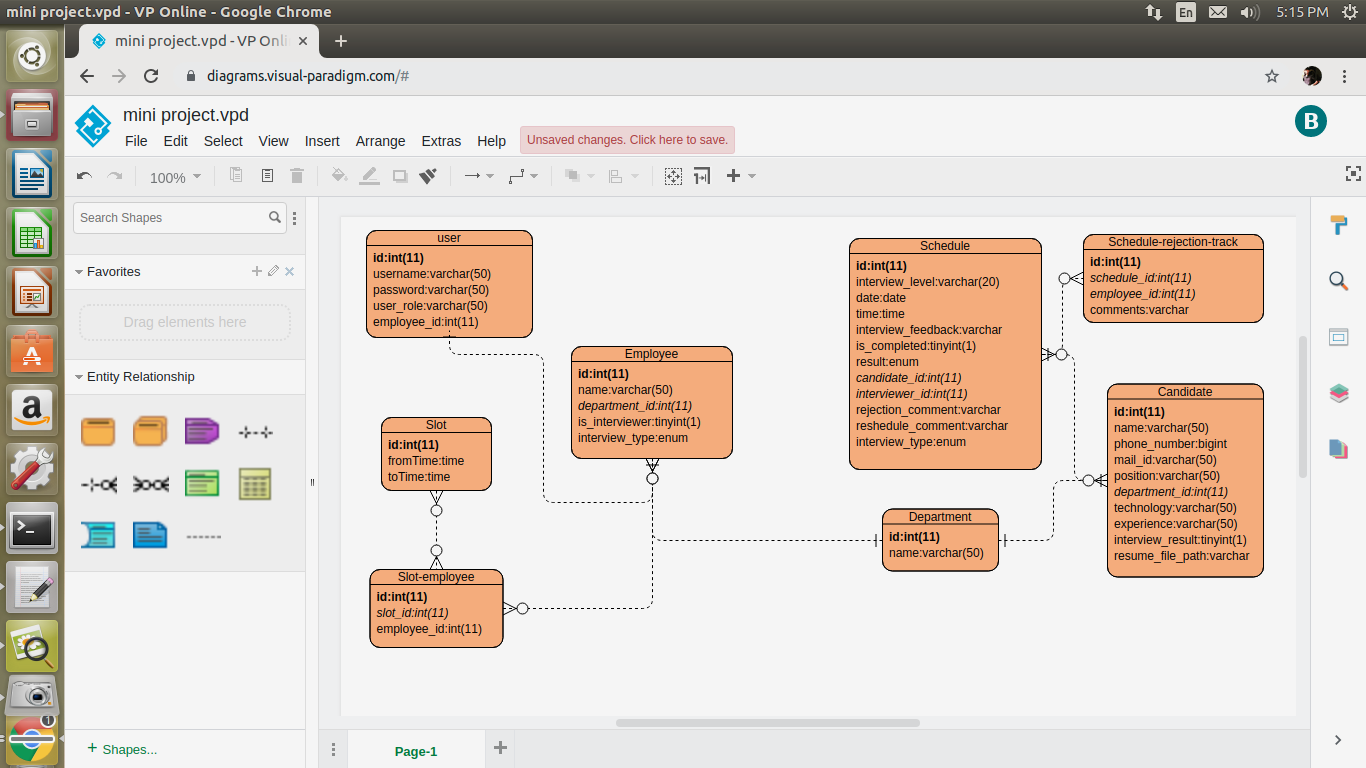 mini project.vpd - VP Online - Google Chrome
En
5:15 PM
mini project.vpd - VP Onli
diagrams.visual-paradigm.com/#
mini project.vpd
B
File Edit Select View Insert Arrange Extras Help
Unsaved changes. Click here to save.
100%
Search Shapes
Favorites
Drag elements here
Entity Relationship
user
id:int(11)
username:varchar(50)
password:varchar(50)
user_role:varchar(50)
employee_id:int(11)
Employee
id:int(11)
name:varchar(50)
department_id:int(11)
is_interviewer:tinyint(1)
interview_type:enum
Slot
id:int(11)
fromTime:time
toTime:time
Slot-employee
id:int(11)
slot_id:int(11)
employee_id:int(11)
Schedule
id:int(11)
interview_level:varchar(20)
date:date
time:time
interview_feedback:varchar
is_completed:tinyint(1)
result:enum
candidate_id:int(11)
interviewer_id:int(11)
rejection_comment:varchar
reshedule_comment:varchar
interview_type:enum
Schedule-rejection-track
id:int(11)
schedule_id:int(11)
employee_id:int(11)
comments:varchar
Department
id:int(11)
name:varchar(50)
Candidate
id:int(11)
name:varchar(50)
phone_number:bigint
mail_id:varchar(50)
position:varchar(50)
department_id:int(11)
technology:varchar(50)
experience:varchar(50)
interview_result:tinyint(1)
resume_file_path:varchar
+ Shapes...
Page-1
1